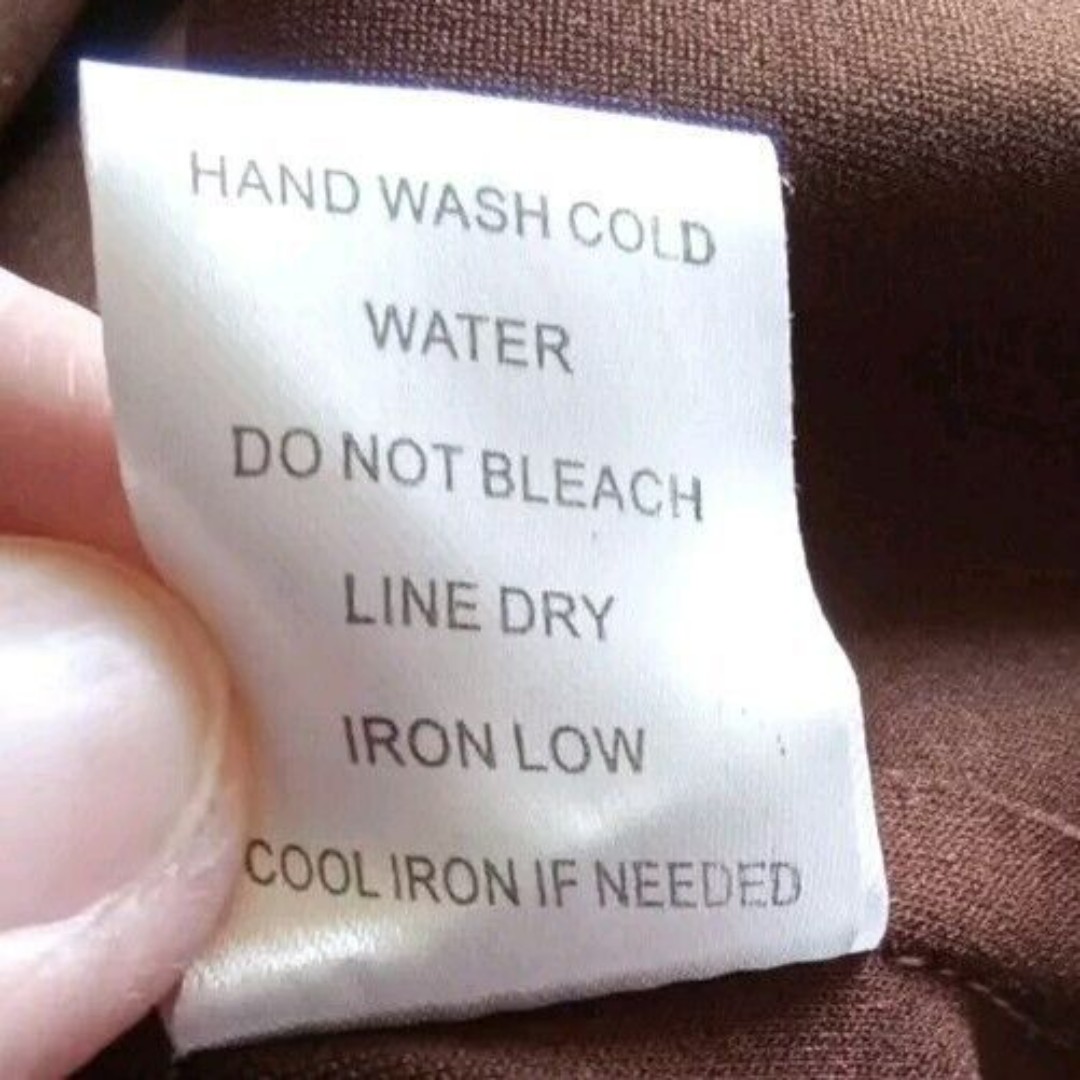 HAND WASH COLD
WATER
DO NOT BLEACH
LINE DRY
IRON LOW
COOL IRON IF NEEDED